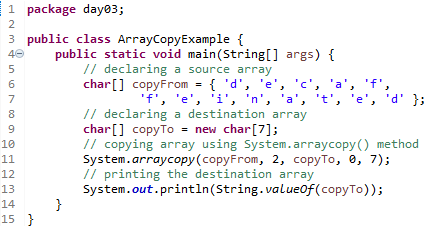 1 package day03;
2
3 public class ArrayCopyExample {
4 public static void main(String[] args) {
5 // declaring a source array
6 char[] copyFrom = { 'd', 'e', 'c', 'a', 'f',
7 'f', 'e', 'i', 'n', 'a', 't', 'e', 'd' };
8 // declaring a destination array
9 char[] copyTo = new char[7];
10 // copying array using System.arraycopy() method
11 System.arraycopy(copyFrom, 2, copyTo, 0, 7);
12 // printing the destination array
13 System.out.println(String.valueOf(copyTo));
14 }
15 }